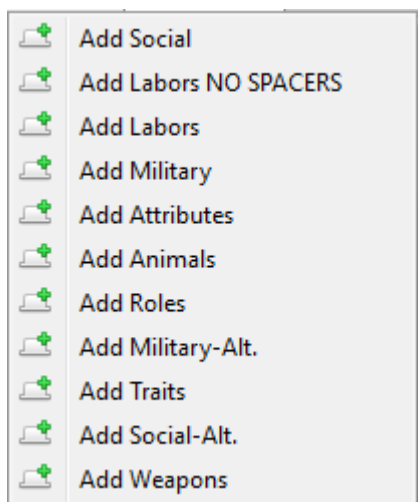 Add Social
Add Labors NO SPACERS
Add Labors
Add Military
Add Attributes
Add Animals
Add Roles
Add Military-Alt.
Add Traits
Add Social-Alt.
Add Weapons